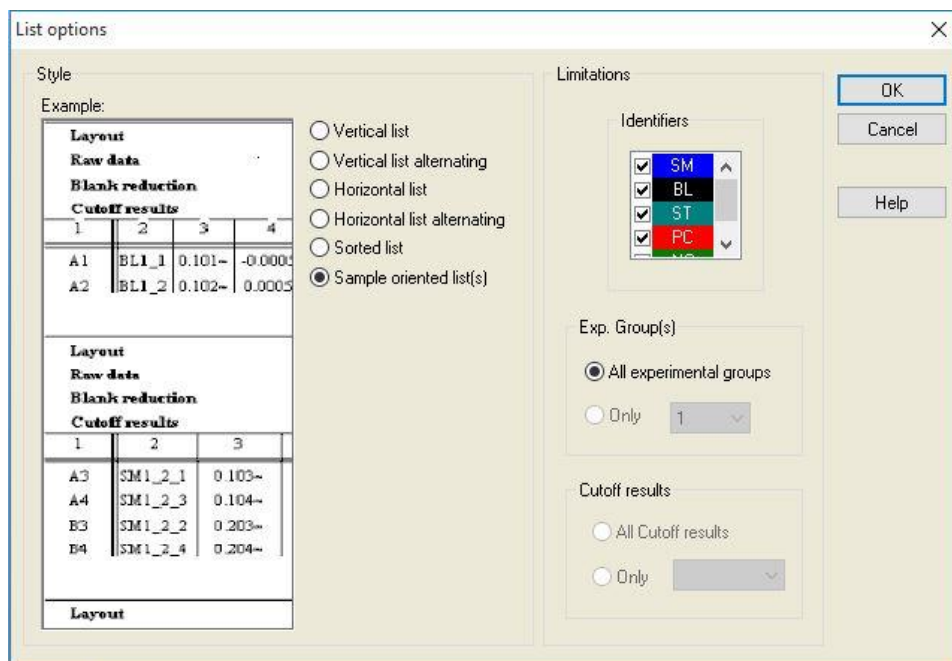 List options
Style
Example:
Layout
Raw data
Blank reduction
Cutoff results
1 2 3 4
A1 BL1_1 0.101~ -0.0005
A2 BL1_2 0.102~ 0.0005
Layout
Raw data
Blank reduction
Cutoff results
1 2 3
A3 SM1_2_1 0.103~
A4 SM1_2_3 0.104~
B3 SM1_2_2 0.203~
B4 SM1_2_4 0.204~
Layout
Vertical list
Vertical list alternating
Horizontal list
Horizontal list alternating
Sorted list
Sample oriented list(s)
Limitations
Identifiers
SM
BL
ST
PC
Exp. Group(s)
All experimental groups
Only 1
Cutoff results
All Cutoff results
Only
OK
Cancel
Help